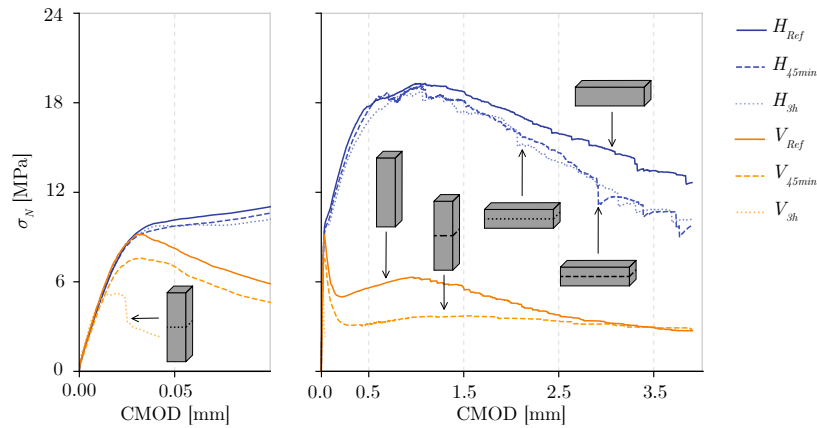 σN [MPa]
24
18
12
6
0
0.00
0.05
CMOD [mm]
0.0
0.5
1.5
2.5
3.5
CMOD [mm]
HRef
H45min
H3h
VRef
V45min
V3h